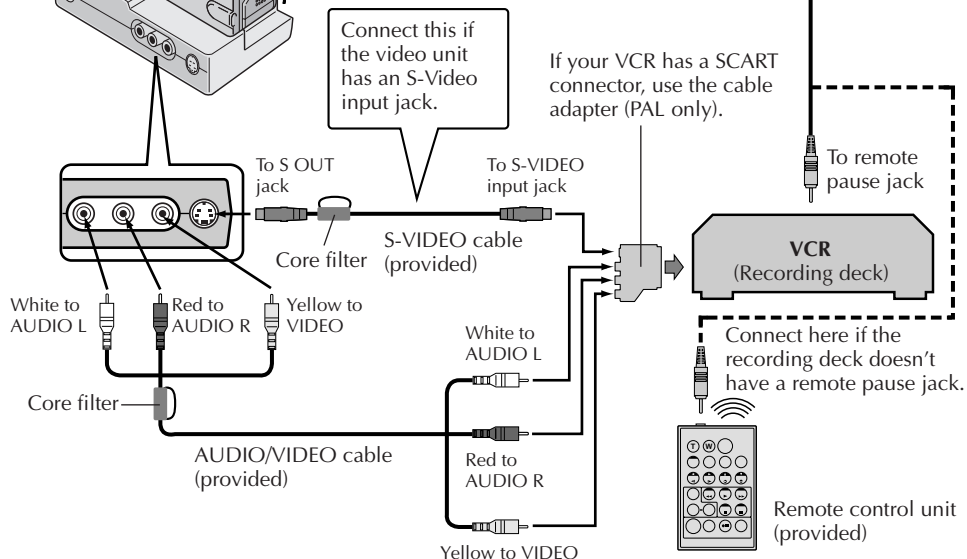 Connect this if
the video unit
has an S-Video
input jack.
If your VCR has a SCART
connector, use the cable
adapter (PAL only).
To S OUT
jack
To S-VIDEO
input jack
To remote
pause jack
Core filter
S-VIDEO cable
(provided)
VCR
(Recording deck)
White to
AUDIO L
Red to
AUDIO R
Yellow to
VIDEO
White to
AUDIO L
Connect here if the
recording deck doesn't
have a remote pause jack.
Core filter
AUDIO/VIDEO cable
(provided)
Red to
AUDIO R
T W
Remote control unit
(provided)
Yellow to VIDEO